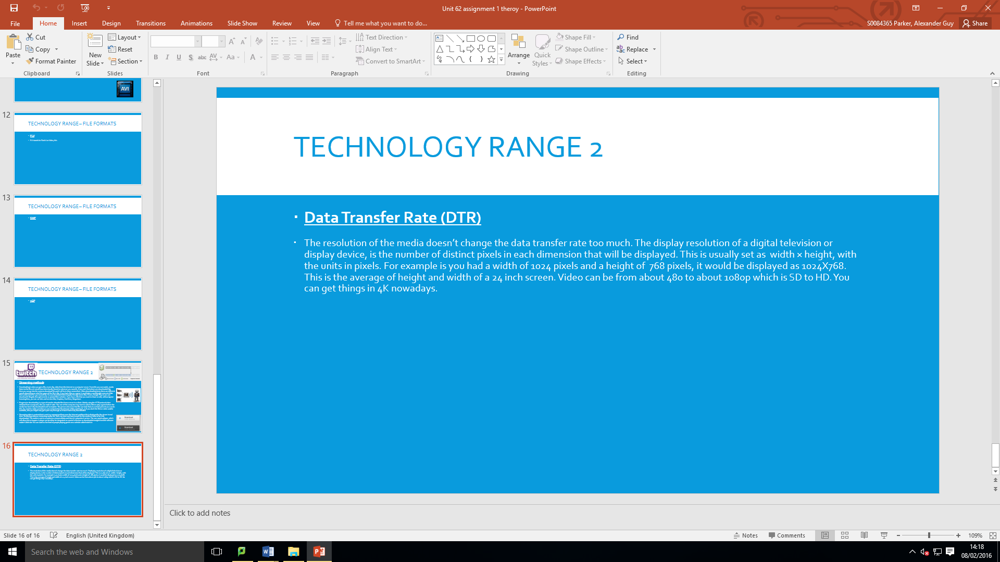 Unit 62 assignment 1 theroy - PowerPoint
File Home Insert Design Transitions Animations Slide Show Review View Tell me what you want to do... S0084365 Parker, Alexander Guy Share
Paste Cut Copy Format Painter Clipboard
New Slide Layout Reset Section Slides
Font
Text Direction Align Text Convert to SmartArt Paragraph
Arrange Quick Styles Shape Fill Shape Outline Shape Effects Drawing
Find Replace Select Editing
AVI
12
TECHNOLOGY RANGE– FILE FORMATS
FLV
13
TECHNOLOGY RANGE– FILE FORMATS
SWF
14
TECHNOLOGY RANGE– FILE FORMATS
15
twitch
TECHNOLOGY RANGE 2
Streaming methods
16
TECHNOLOGY RANGE 2
Data Transfer Rate (DTR)
TECHNOLOGY RANGE 2
Data Transfer Rate (DTR)
The resolution of the media doesn’t change the data transfer rate too much. The display resolution of a digital television or
display device, is the number of distinct pixels in each dimension that will be displayed. This is usually set as width × height, with
the units in pixels. For example is you had a width of 1024 pixels and a height of 768 pixels, it would be displayed as 1024X768.
This is the average of height and width of a 24 inch screen. Video can be from about 480 to about 1080p which is SD to HD. You
can get things in 4K nowadays.
Click to add notes
Slide 16 of 16 English (United Kingdom) Notes Comments 109%
Search the web and Windows
14:18
08/02/2016